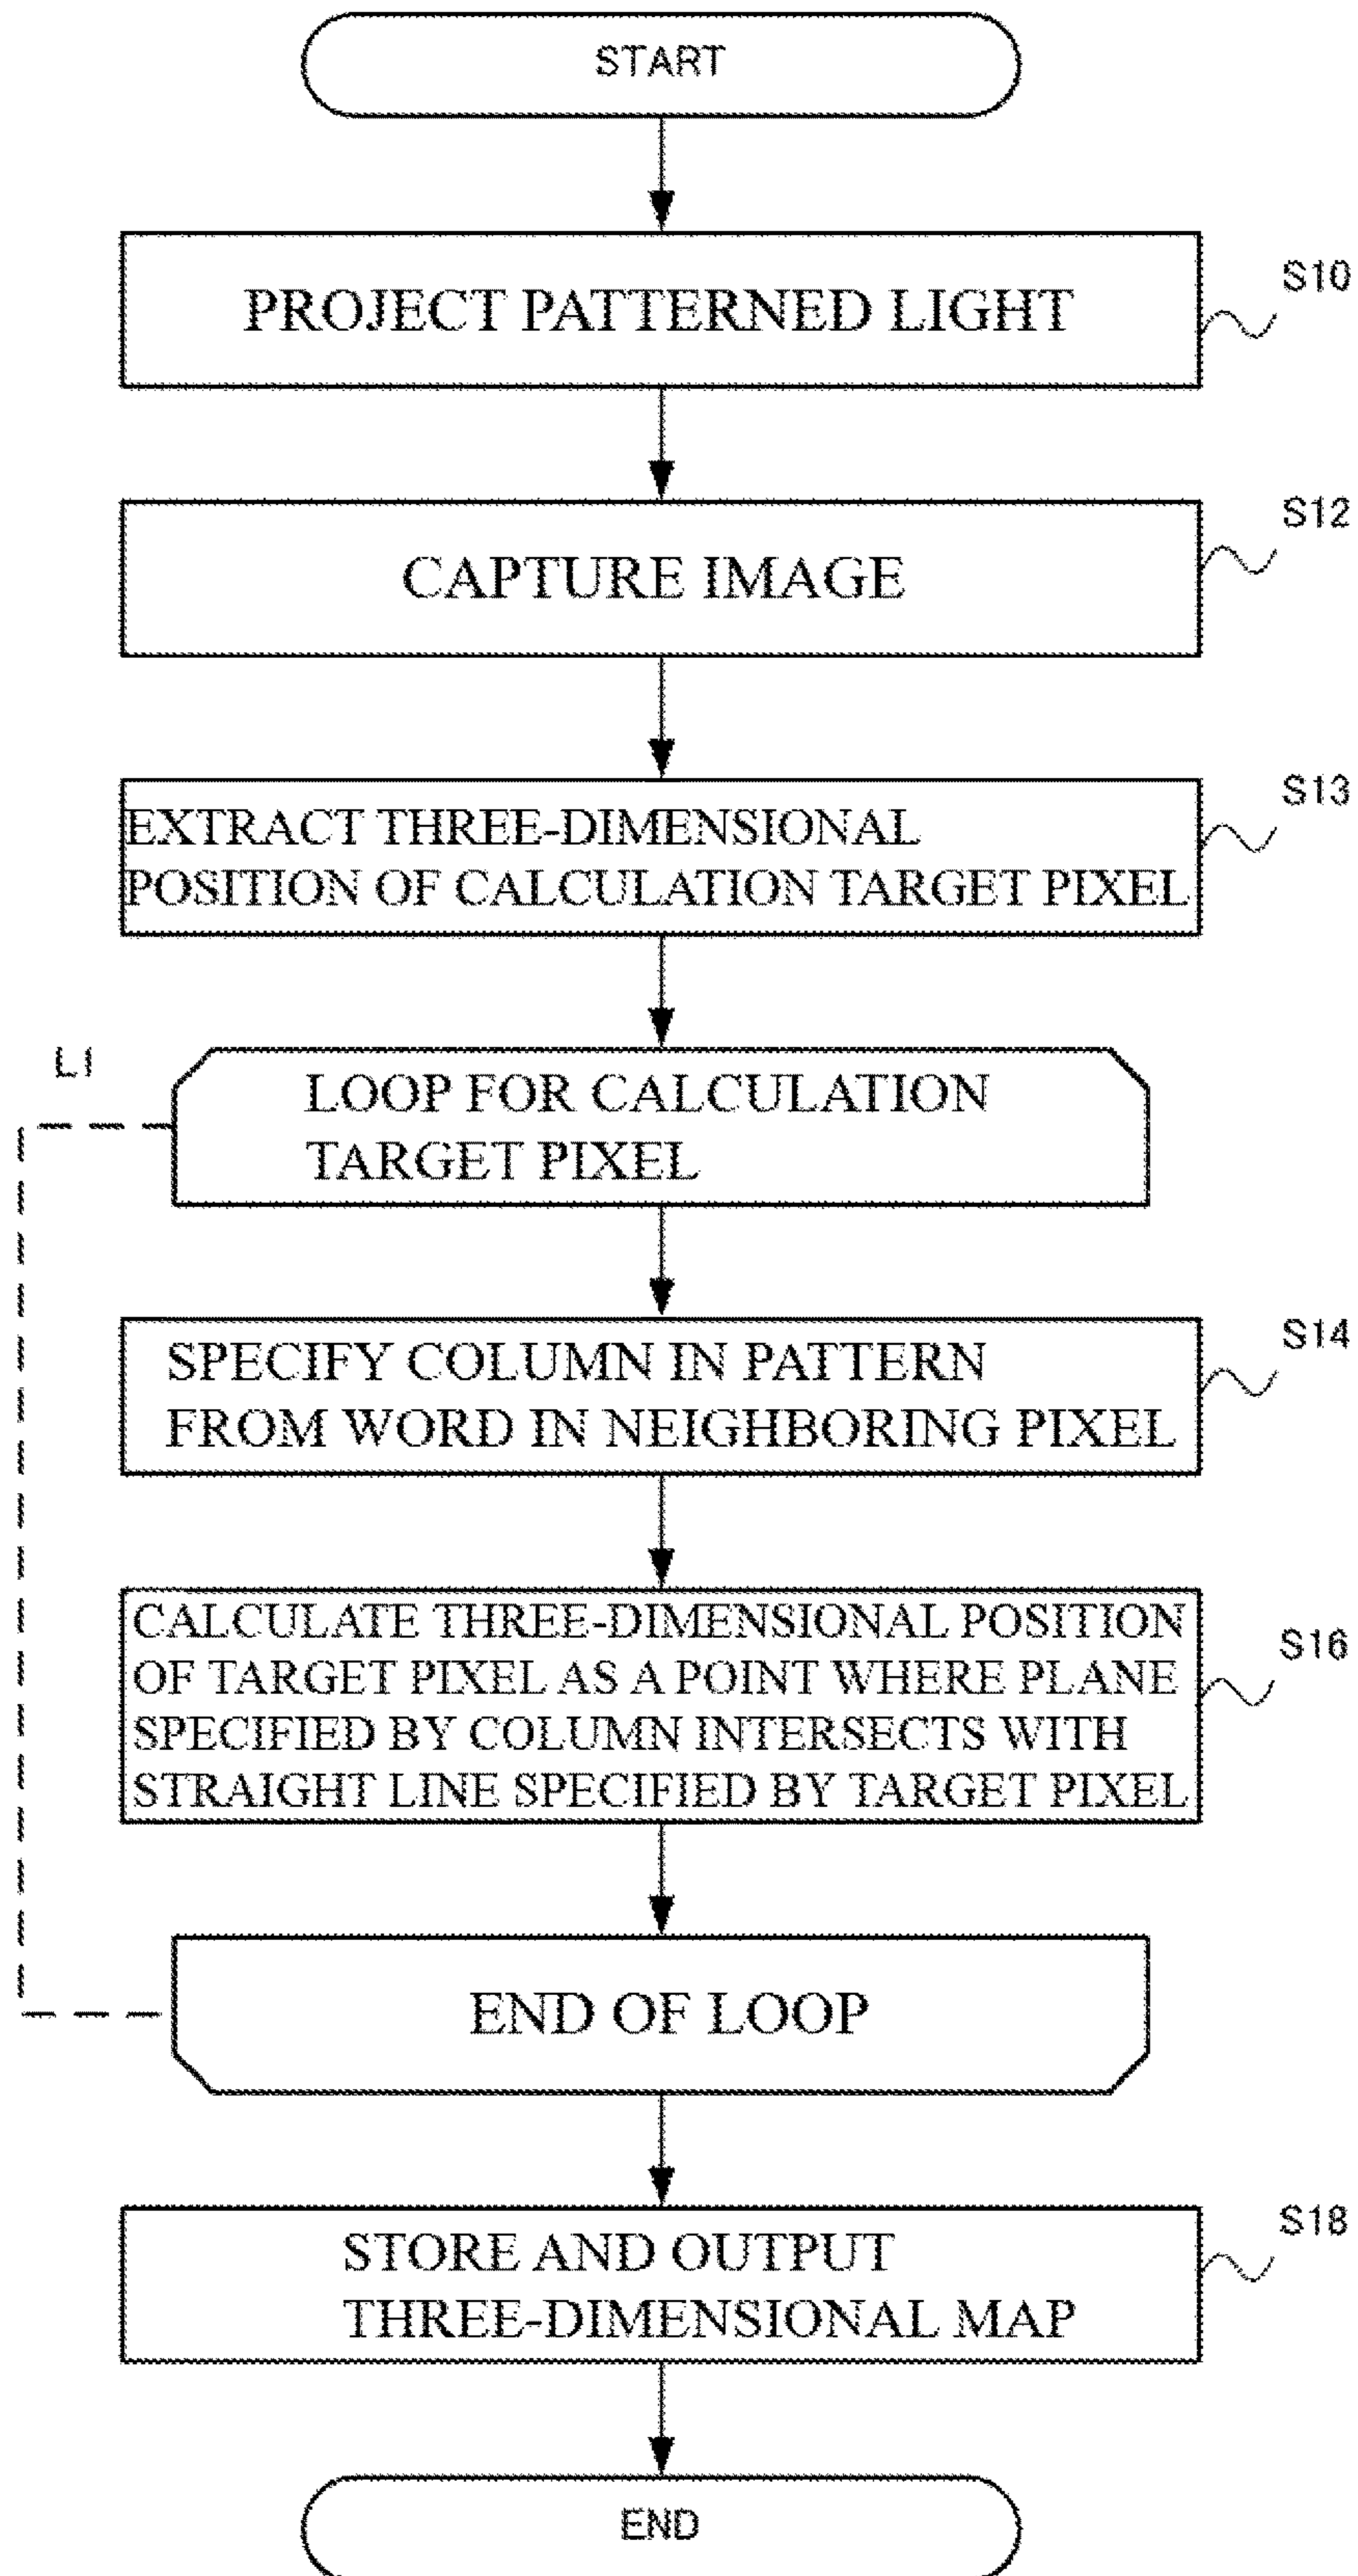 START
PROJECT PATTERNED LIGHT
S10
CAPTURE IMAGE
S12
EXTRACT THREE-DIMENSIONAL
POSITION OF CALCULATION TARGET PIXEL
S13
L1
LOOP FOR CALCULATION
TARGET PIXEL
SPECIFY COLUMN IN PATTERN
FROM WORD IN NEIGHBORING PIXEL
S14
CALCULATE THREE-DIMENSIONAL POSITION
OF TARGET PIXEL AS A POINT WHERE PLANE
SPECIFIED BY COLUMN INTERSECTS WITH
STRAIGHT LINE SPECIFIED BY TARGET PIXEL
S16
END OF LOOP
STORE AND OUTPUT
THREE-DIMENSIONAL MAP
S18
END